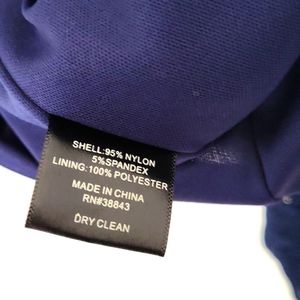 SHELL:95% NYLON
5%SPANDEX
LINING:100% POLYESTER
MADE IN CHINA
RN#38843
DRY CLEAN